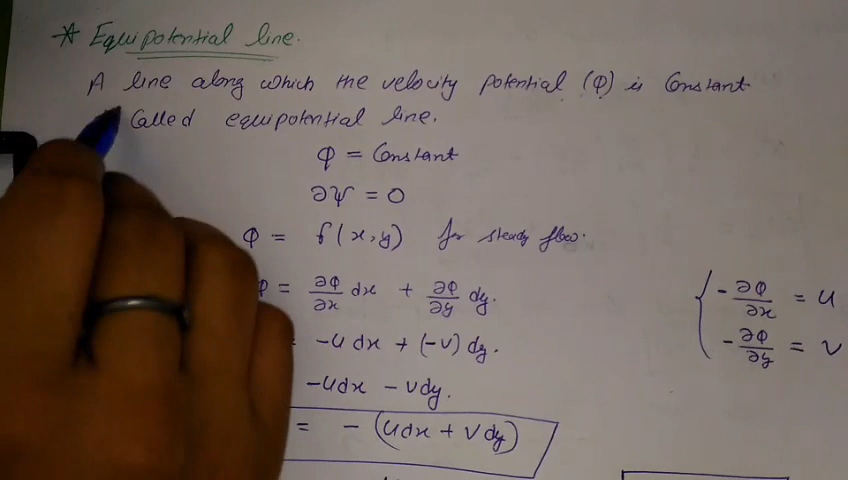 * Equipotential line.
A line along which the velocity potential (φ) is Constant
Called equipotential line.
φ = Constant
∂ψ = 0
φ = f(x,y) for steady flow.
φ = ∂φ/∂x dx + ∂φ/∂y dy.
= -u dx + (-v) dy.
-udx - vdy.
= - (udx + vdy)
{ -∂φ/∂x = u
-∂φ/∂y = v